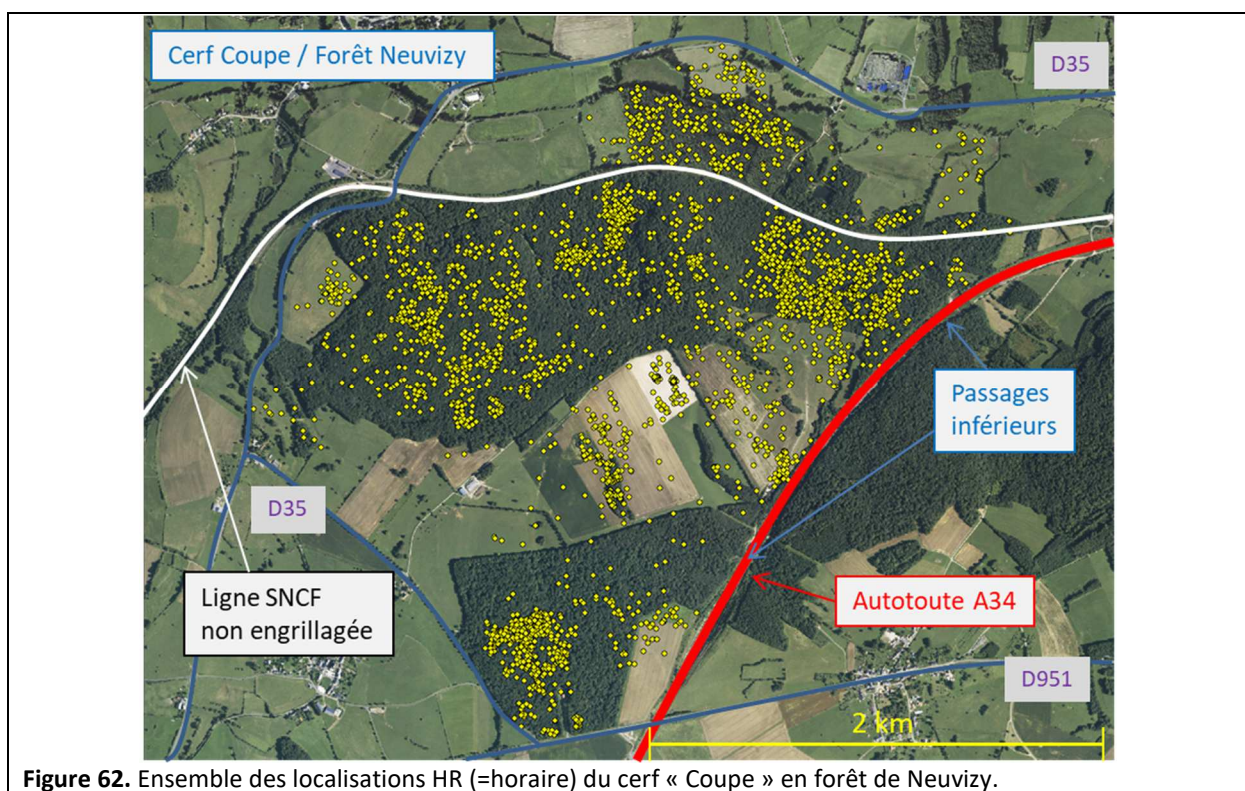 Cerf Coupe / Forêt Neuvizy
D35
Passages
inférieurs
D35
Ligne SNCF
non engrillagée
Autotoute A34
D951
2 km
Figure 62. Ensemble des localisations HR (=horaire) du cerf « Coupe » en forêt de Neuvizy.